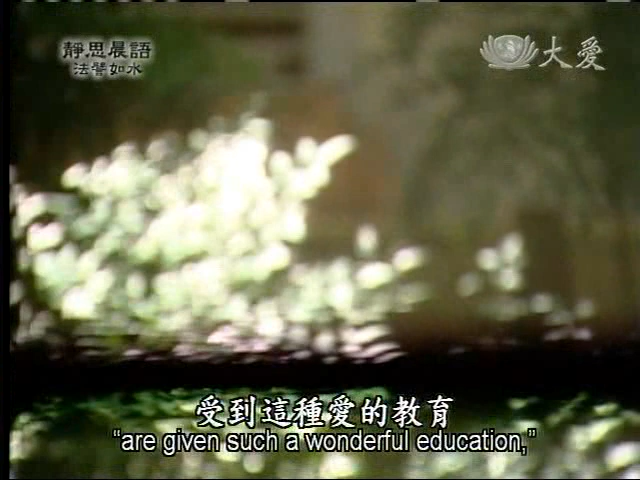 靜思晨語
法譬如水
大愛
受到這種愛的教育
“are given such a wonderful education,”